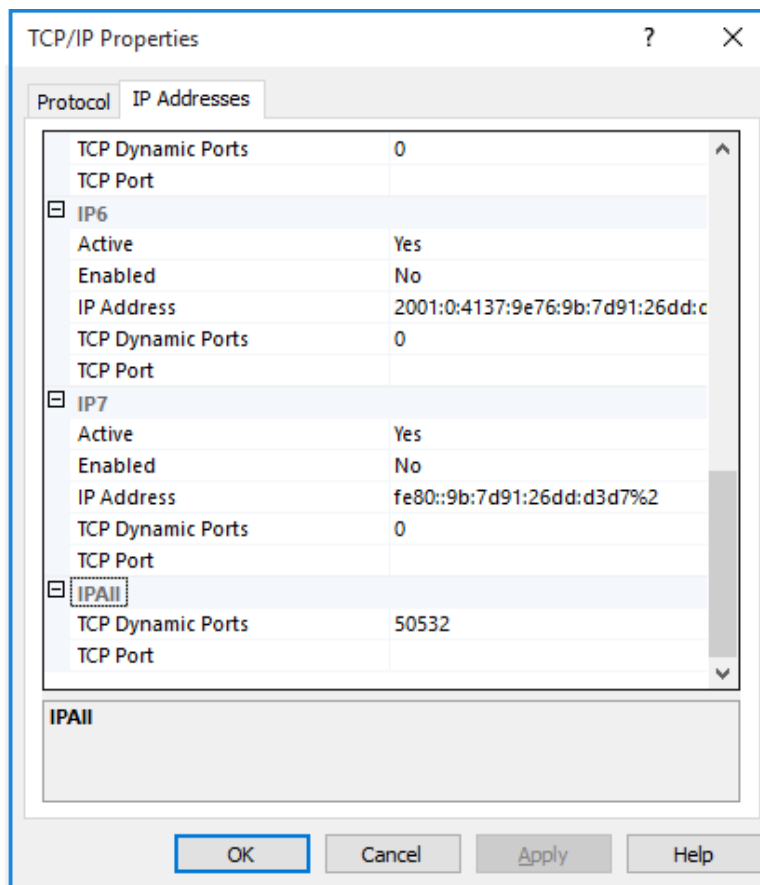 TCP/IP Properties ? X
Protocol IP Addresses
TCP Dynamic Ports 0
TCP Port
IP6
Active Yes
Enabled No
IP Address 2001:0:4137:9e76:9b:7d91:26dd:c
TCP Dynamic Ports 0
TCP Port
IP7
Active Yes
Enabled No
IP Address fe80::9b:7d91:26dd:d3d7%2
TCP Dynamic Ports 0
TCP Port
IPAll
TCP Dynamic Ports 50532
TCP Port
IPAll
OK Cancel Apply Help